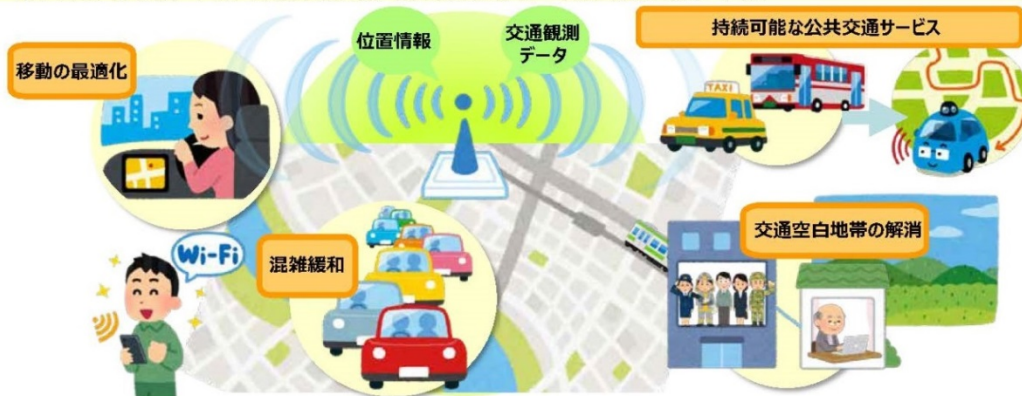 位置情報
交通観測
データ
持続可能な公共交通サービス
移動の最適化
TAXI
交通空白地帯の解消
Wi-Fi
混雑緩和